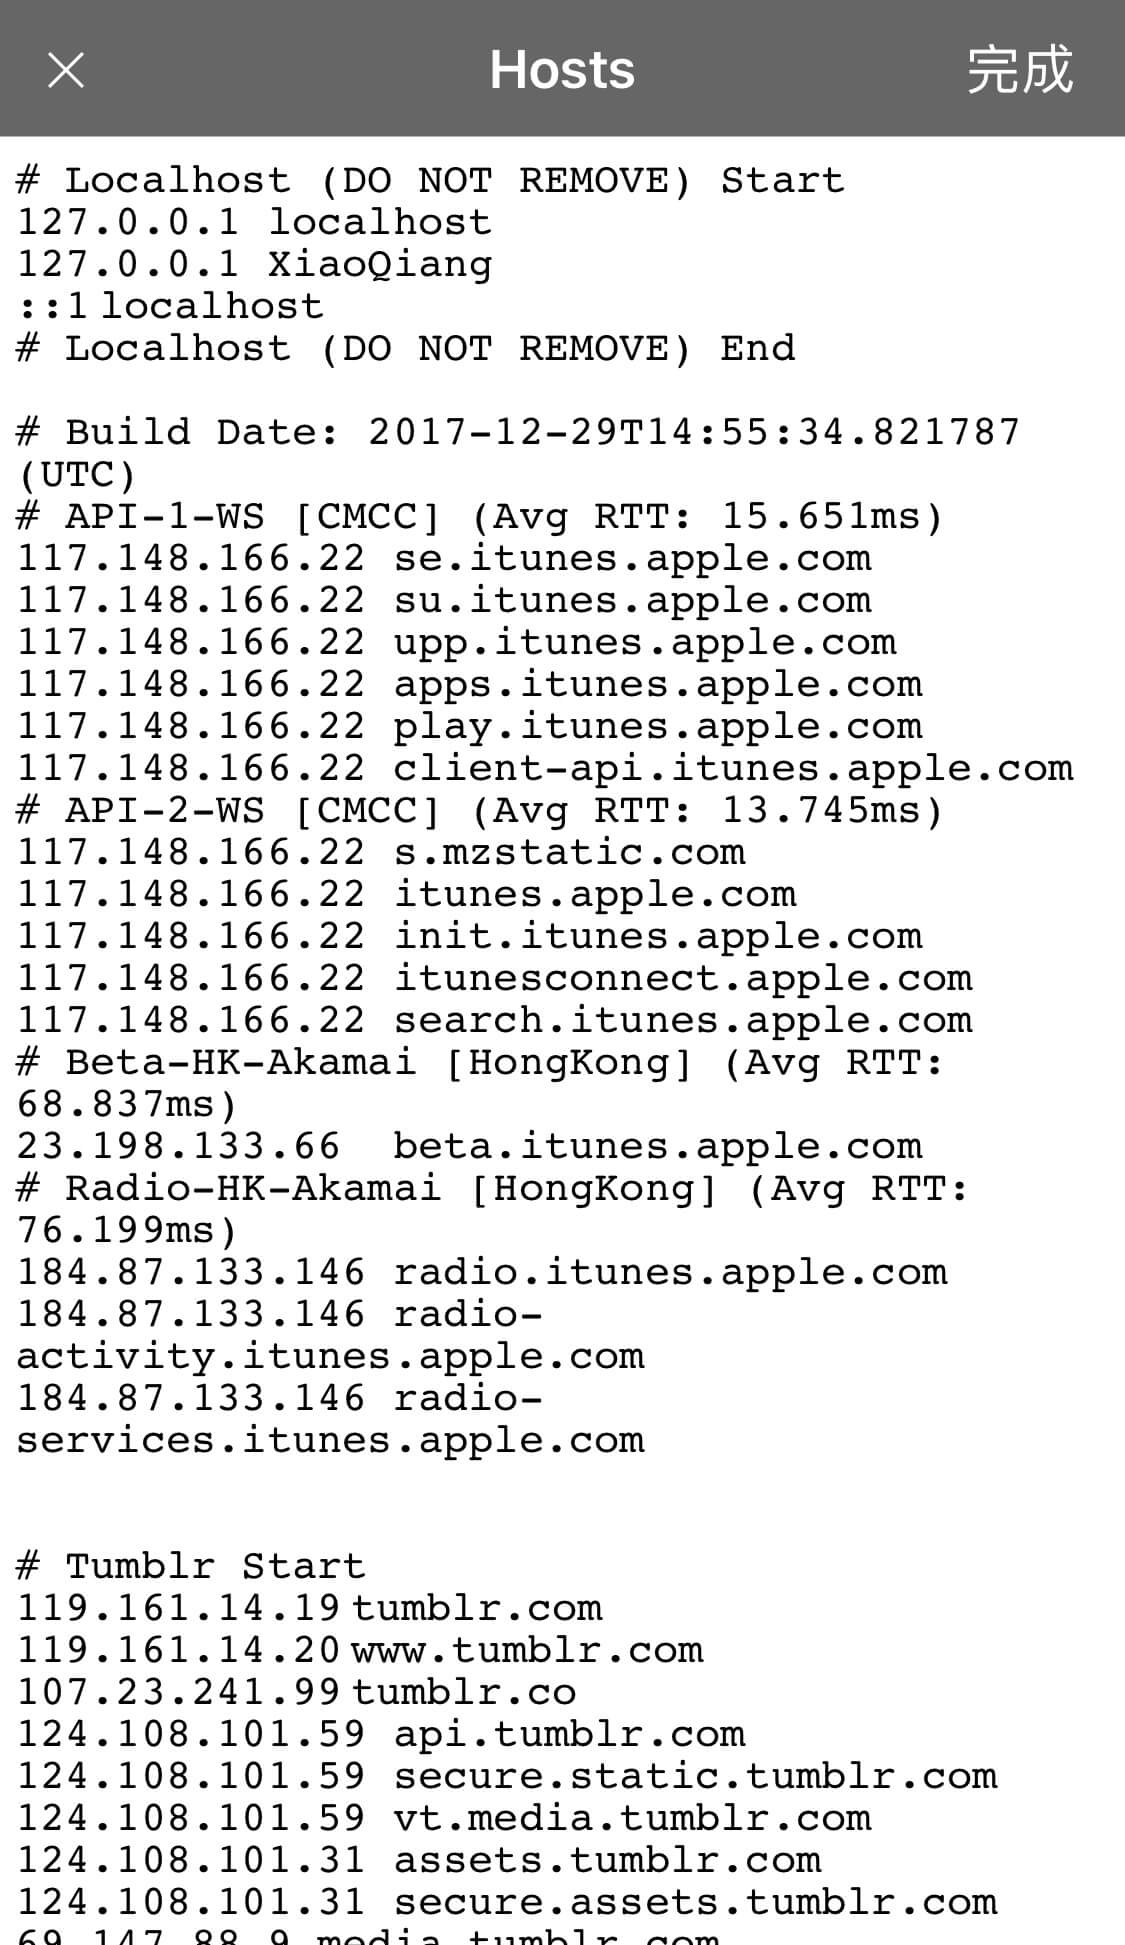 Hosts
完成
# Localhost (DO NOT REMOVE) Start
127.0.0.1 localhost
127.0.0.1 XiaoQiang
::1 localhost
# Localhost (DO NOT REMOVE) End
# Build Date: 2017-12-29T14:55:34.821787
(UTC)
# API-1-WS [CMCC] (Avg RTT: 15.651ms)
117.148.166.22 se.itunes.apple.com
117.148.166.22 su.itunes.apple.com
117.148.166.22 upp.itunes.apple.com
117.148.166.22 apps.itunes.apple.com
117.148.166.22 play.itunes.apple.com
117.148.166.22 client-api.itunes.apple.com
# API-2-WS [CMCC] (Avg RTT: 13.745ms)
117.148.166.22 s.mzstatic.com
117.148.166.22 itunes.apple.com
117.148.166.22 init.itunes.apple.com
117.148.166.22 itunesconnect.apple.com
117.148.166.22 search.itunes.apple.com
# Beta-HK-Akamai [HongKong] (Avg RTT:
68.837ms)
23.198.133.66 beta.itunes.apple.com
# Radio-HK-Akamai [HongKong] (Avg RTT:
76.199ms)
184.87.133.146 radio.itunes.apple.com
184.87.133.146 radio-
activity.itunes.apple.com
184.87.133.146 radio-
services.itunes.apple.com
# Tumblr Start
119.161.14.19 tumblr.com
119.161.14.20 www.tumblr.com
107.23.241.99 tumblr.co
124.108.101.59 api.tumblr.com
124.108.101.59 secure.static.tumblr.com
124.108.101.59 vt.media.tumblr.com
124.108.101.31 assets.tumblr.com
124.108.101.31 secure.assets.tumblr.com
69.147.88.9 media.tumblr.com